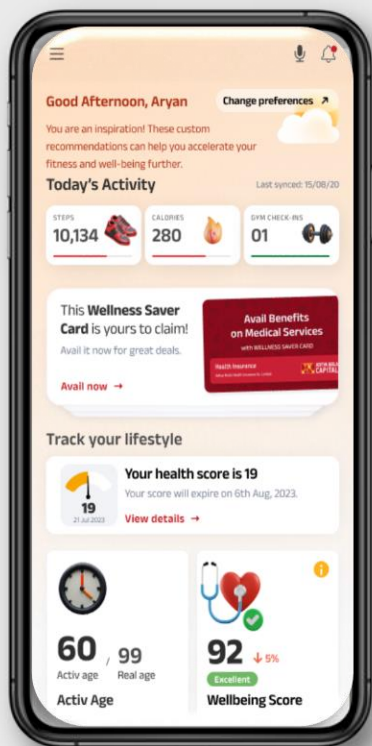 Good Afternoon, Aryan
Change preferences
You are an inspiration! These custom
recommendations can help you accelerate your
fitness and well-being further.
Today's Activity
Last synced: 15/08/20
STEPS
10,134
CALORIES
280
GYM CHECK-INS
01
This Wellness Saver
Card is yours to claim!
Avail it now for great deals.
Avail now →
Avail Benefits
on Medical Services
with WELLNESS SAVER CARD
Health Insurance
CAPITAL
Track your lifestyle
19
21 Jul 2023
Your health score is 19
Your score will expire on 6th Aug, 2023.
View details →
60 / 99
Activ age Real age
Activ Age
92 ↓ 5%
Excellent
Wellbeing Score